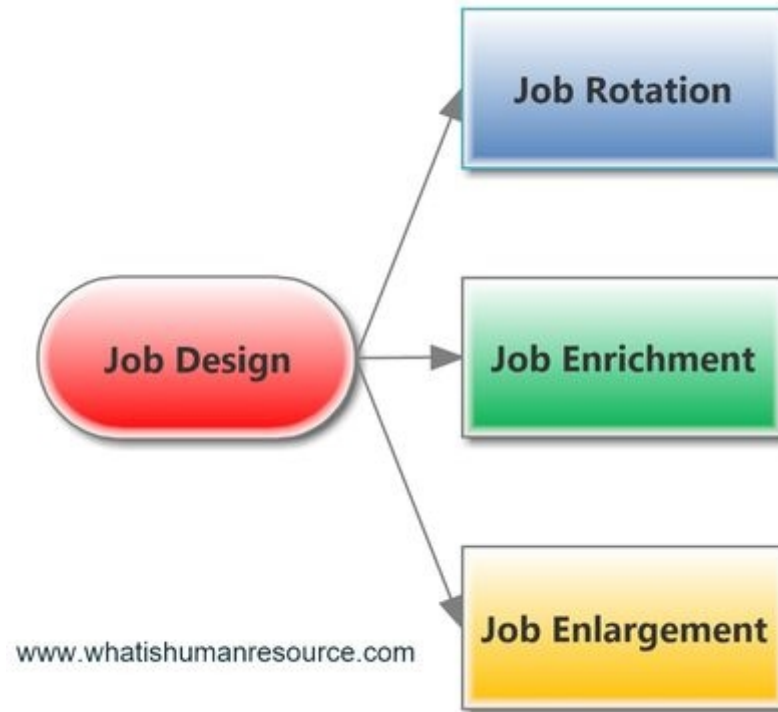 Job Rotation
Job Design
Job Enrichment
Job Enlargement
www.whatishumanresource.com